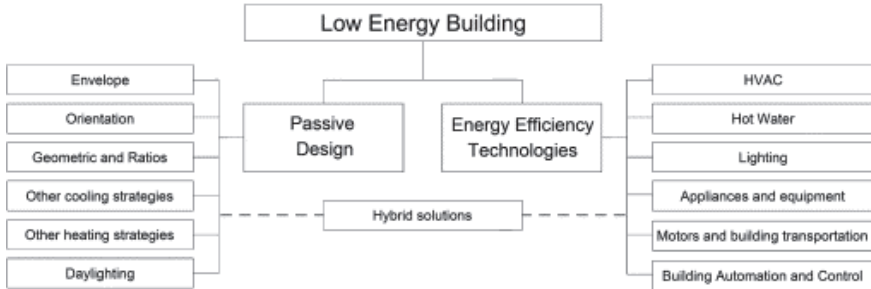 Low Energy Building
Envelope
Orientation
Geometric and Ratios
Other cooling strategies
Other heating strategies
Daylighting
Passive
Design
Energy Efficiency
Technologies
Hybrid solutions
HVAC
Hot Water
Lighting
Appliances and equipment
Motors and building transportation
Building Automation and Control